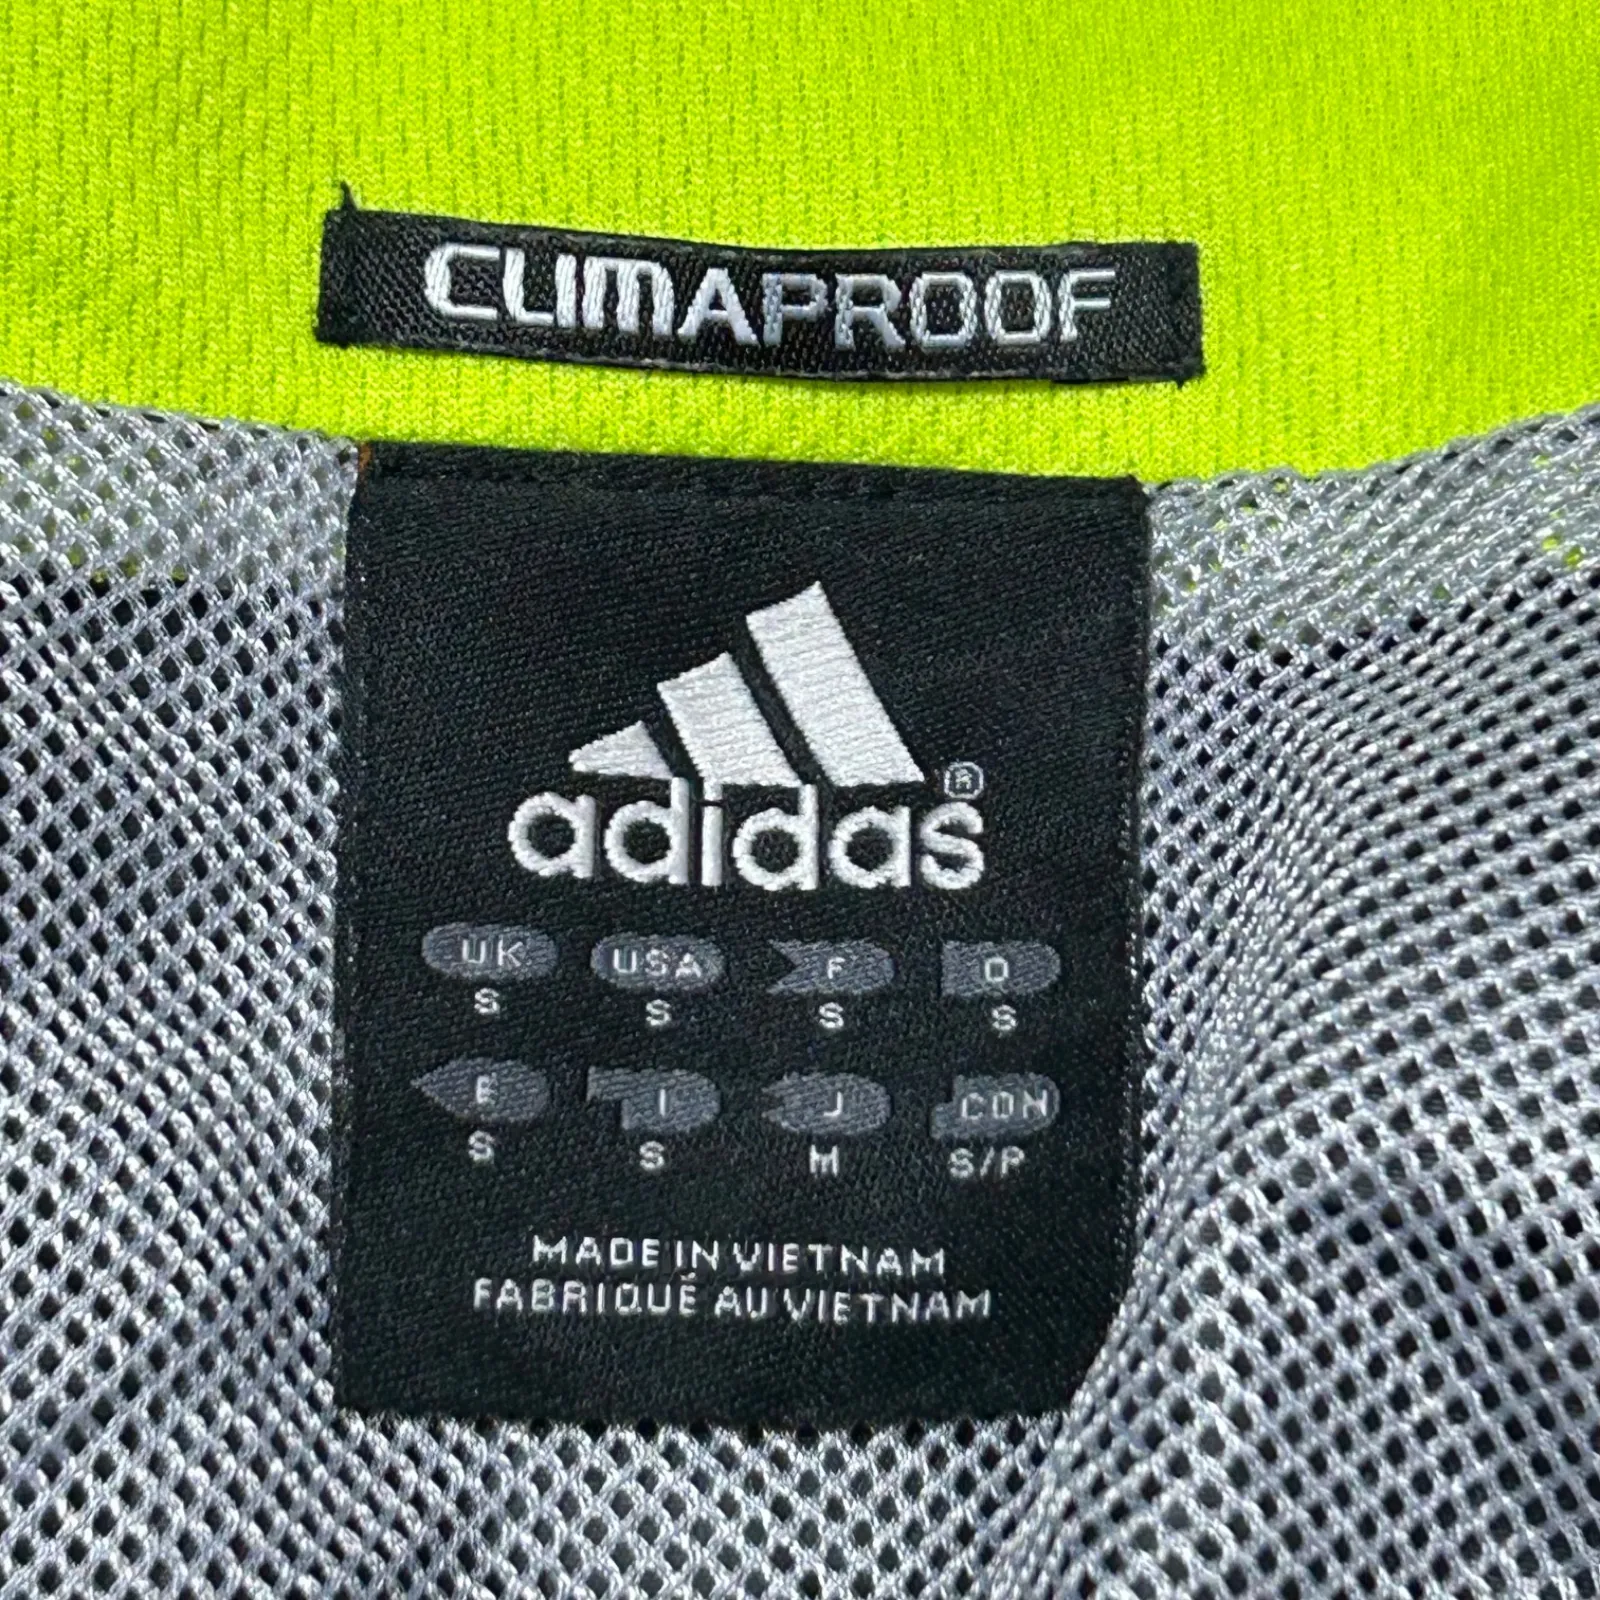 CLIMAPROOF
adidas®
UK USA F D
S S S S
E I J CDN
S S M S/P
MADE IN VIETNAM
FABRIQUÉ AU VIETNAM